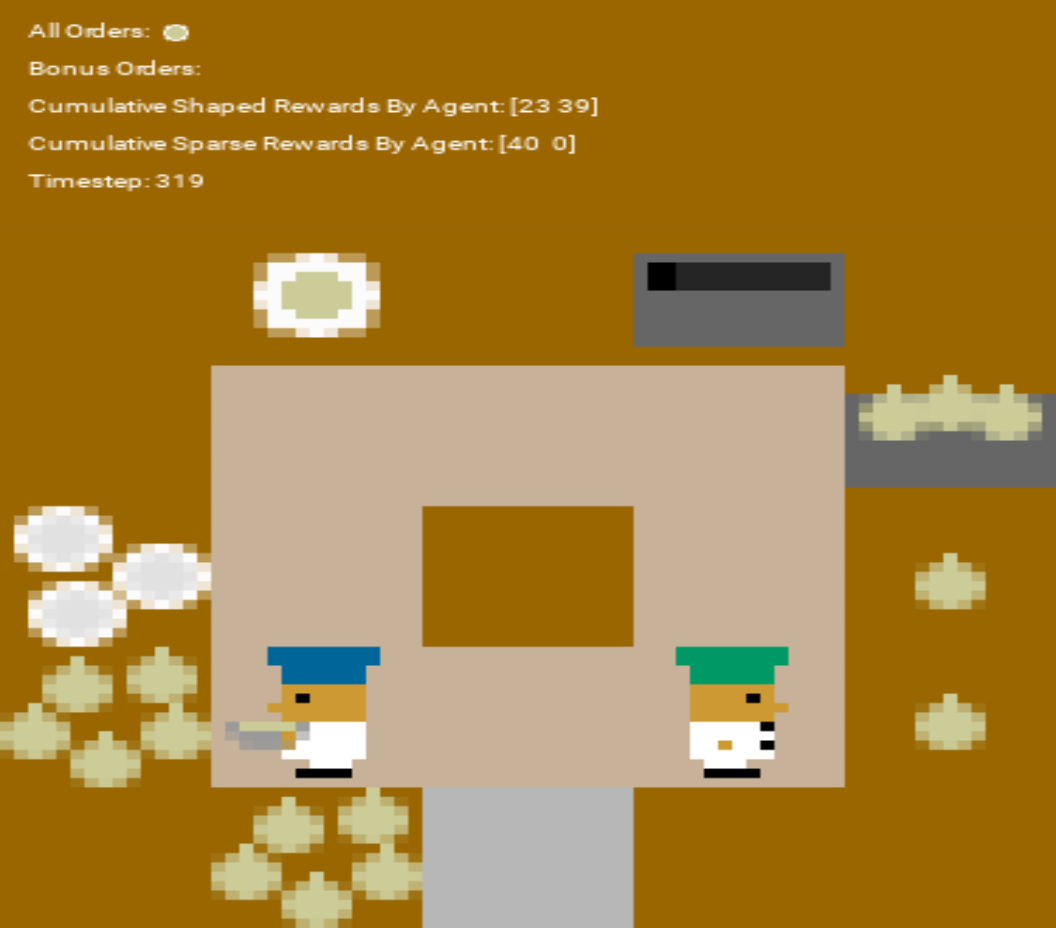 All Orders:
Bonus Orders:
Cumulative Shaped Rewards By Agent: [23 39]
Cumulative Sparse Rewards By Agent: [40  0]
Timestep: 319